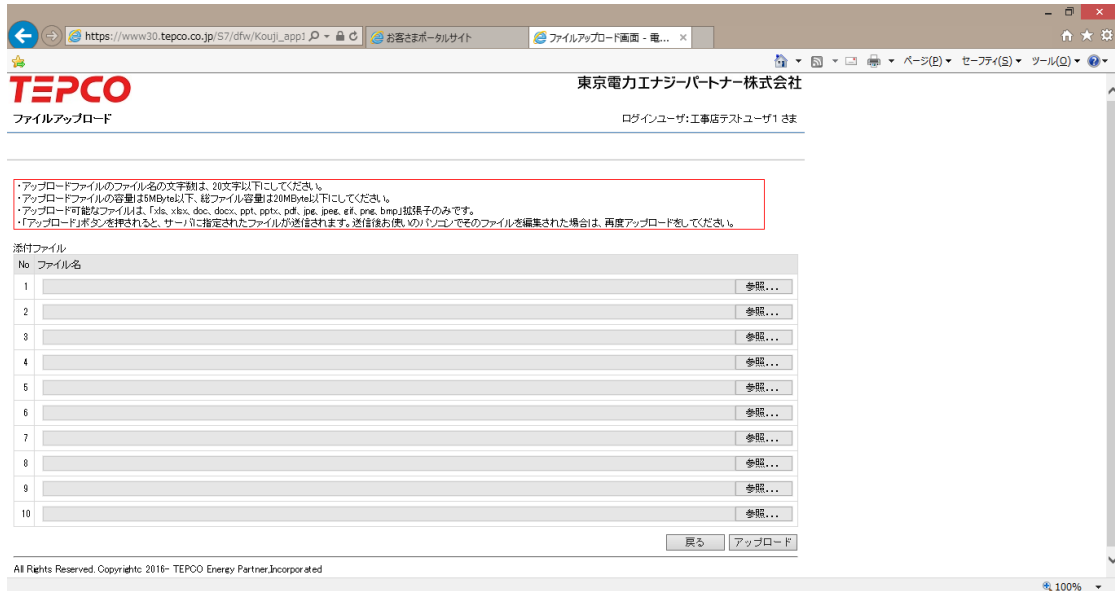 https://www30.tepco.co.jp/S7/dfw/Kouji_app1
お客さまポータルサイト
ファイルアップロード画面 - 電...
ページ(P) セーフティ(S) ツール(O)
TEPCO
東京電力エナジーパートナー株式会社
ファイルアップロード
ログインユーザ:工事店テストユーザ1 さま
・アップロードファイルのファイル名の文字数は、20文字以下にしてください。
・アップロードファイルの容量は5MByte以下、総ファイル容量は20MByte以下にしてください。
・アップロード可能なファイルは、「xls、xlsx、doc、docx、ppt、pptx、pdf、jpg、jpeg、gif、png、bmp」拡張子のみです。
・「アップロード」ボタンを押されると、サーバに指定されたファイルが送信されます。送信後お使いのパソコンでそのファイルを編集された場合は、再度アップロードをしてください。
添付ファイル
No ファイル名
1 参照...
2 参照...
3 参照...
4 参照...
5 参照...
6 参照...
7 参照...
8 参照...
9 参照...
10 参照...
戻る アップロード
All Rights Reserved. Copyrightc 2016- TEPCO Energy Partner,Incorporated
100%